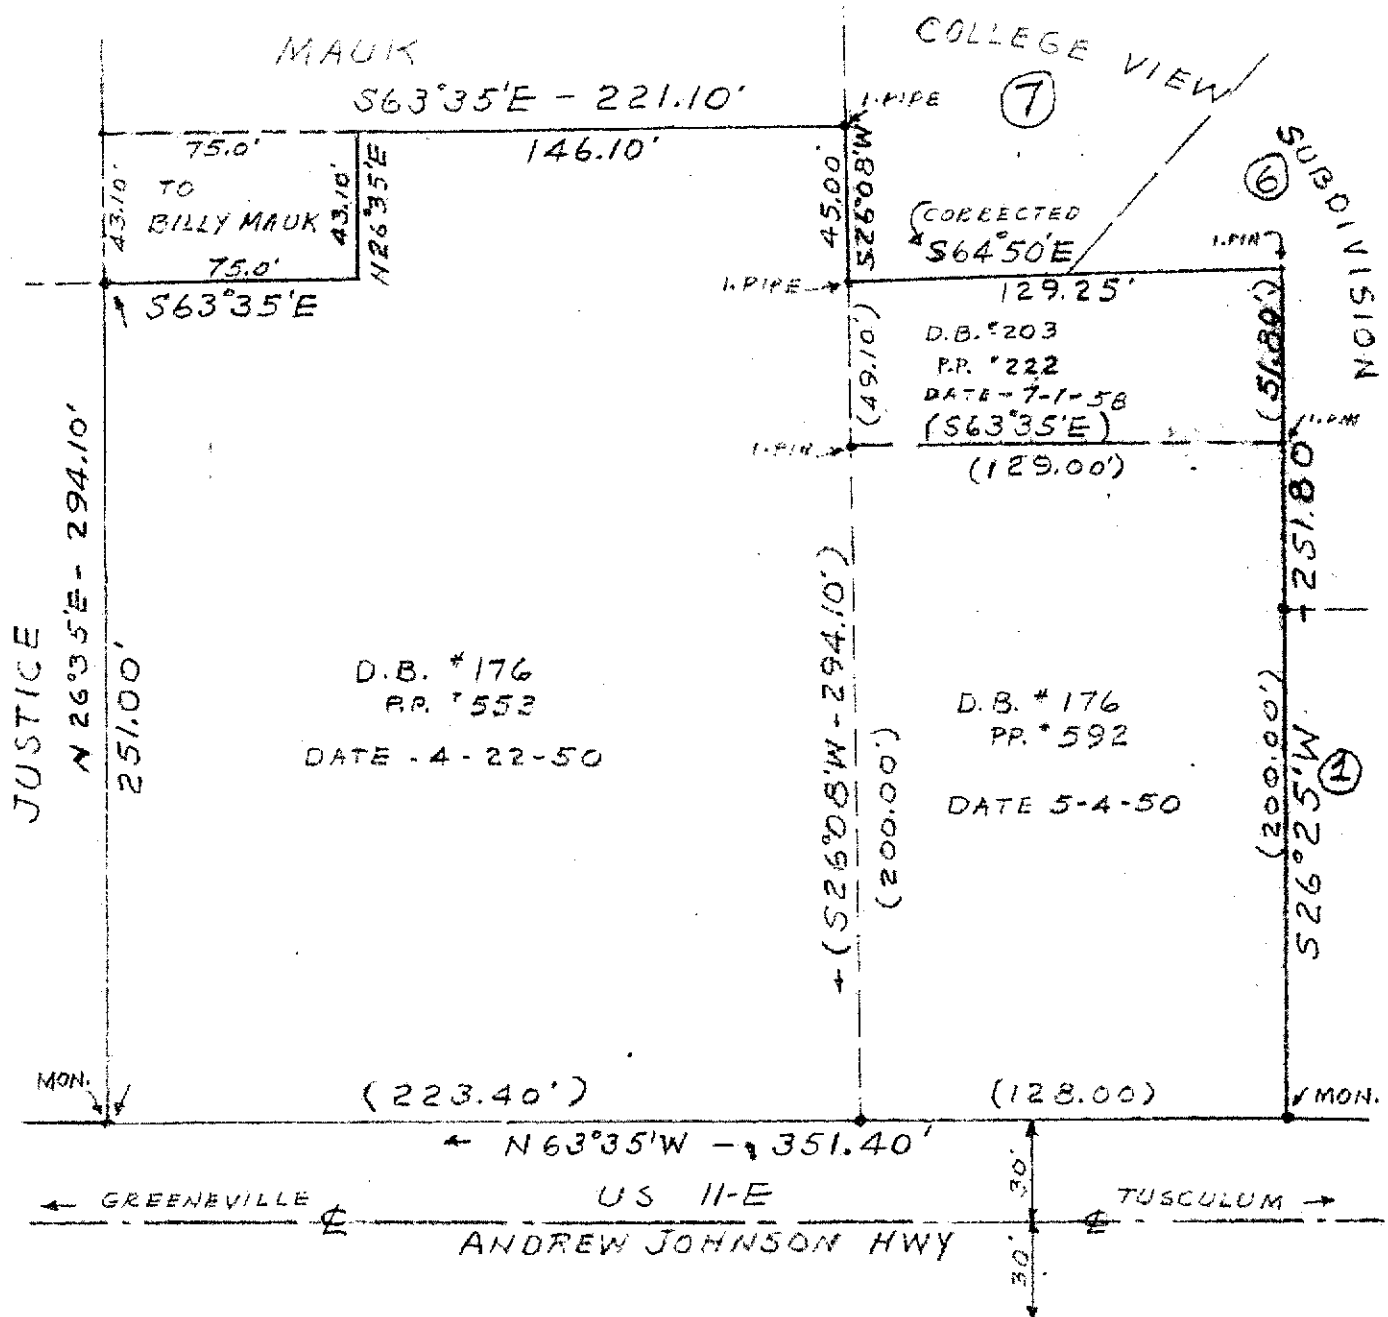 MAUK
COLLEGE VIEW
SUBDIVISION
S63°35'E - 221.10'
I.PIPE
7
75.0'
146.10'
43.10'
TO
BILLY MAUK
43.10'
N26°35'E
45.00'
S26°08'W
CORRECTED
S64°50'E
6
I.PIN
75.0'
S63°35'E
I.PIPE
129.25'
(49.10')
D.B. #203
P.P. #222
DATE - 7-1-58
(S63°35'E)
(51.80')
I.PIN
I.PIN
(129.00')
251.80'
JUSTICE
N 26°35'E - 294.10'
251.00'
D.B. #176
DATE - 4-22-50
(S26°08'W - 294.10')
(200.00')
D.B. #176
PP. #592
DATE 5-4-50
(200.00')
S26°25'W
1
MON.
(223.40')
(128.00)
MON.
N 63°35'W - 351.40'
GREENEVILLE
US 11-E
30'
TUSCULUM
ANDREW JOHNSON HWY
30'